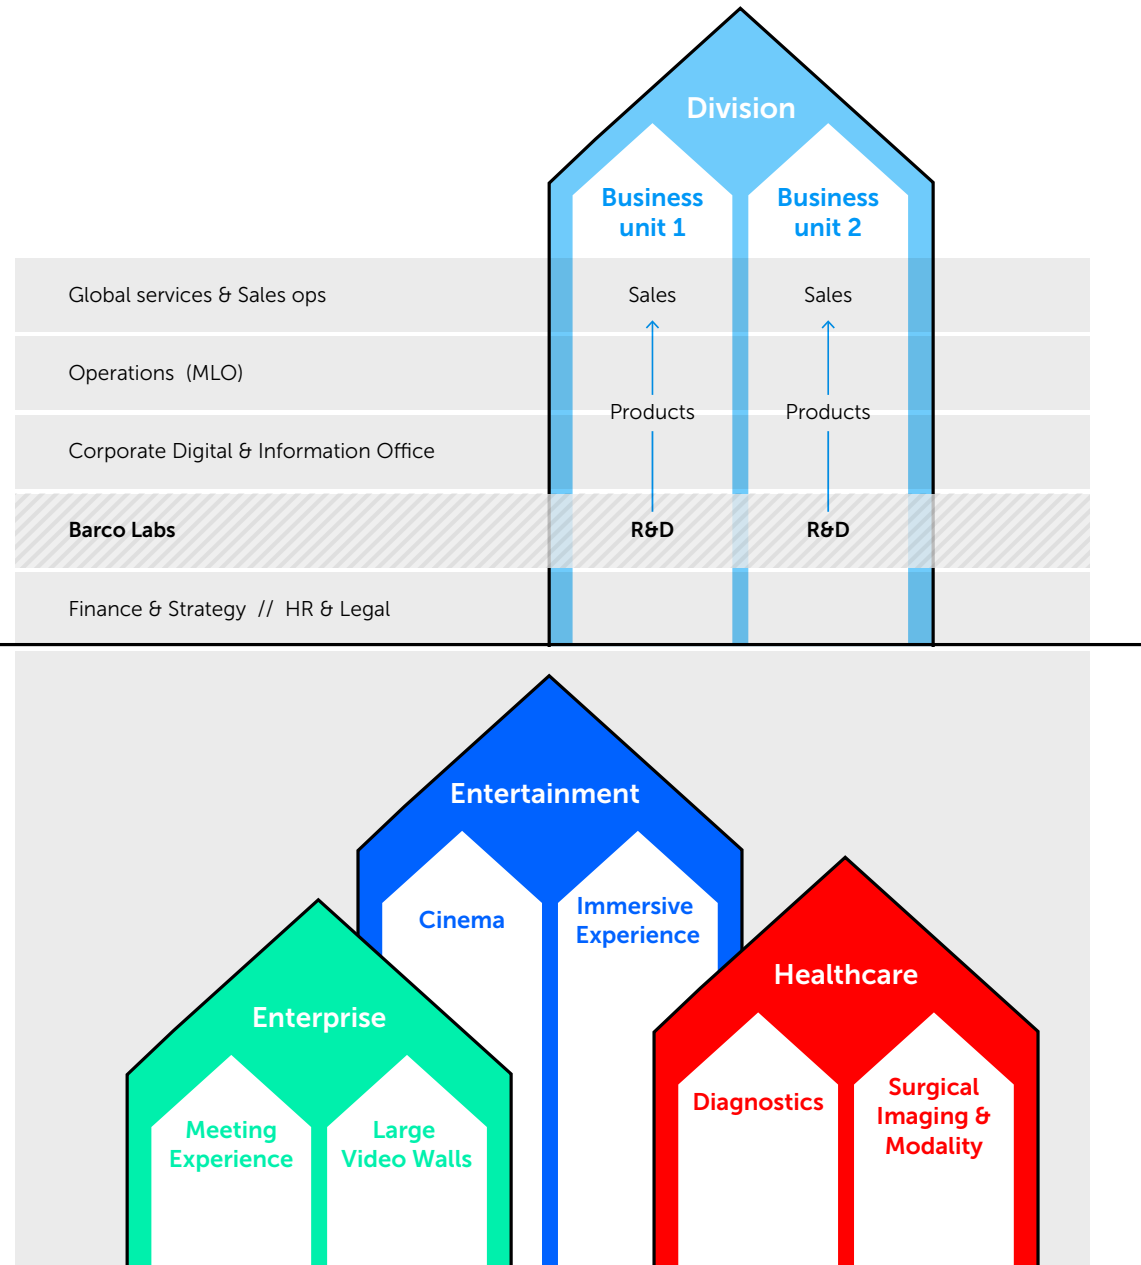 Division
Business
unit 1
Business
unit 2
Global services & Sales ops
Sales
Sales
Operations (MLO)
Products
Products
Corporate Digital & Information Office
Barco Labs
R&D
R&D
Finance & Strategy // HR & Legal
Entertainment
Cinema
Immersive
Experience
Healthcare
Enterprise
Diagnostics
Surgical
Imaging &
Modality
Meeting
Experience
Large
Video Walls